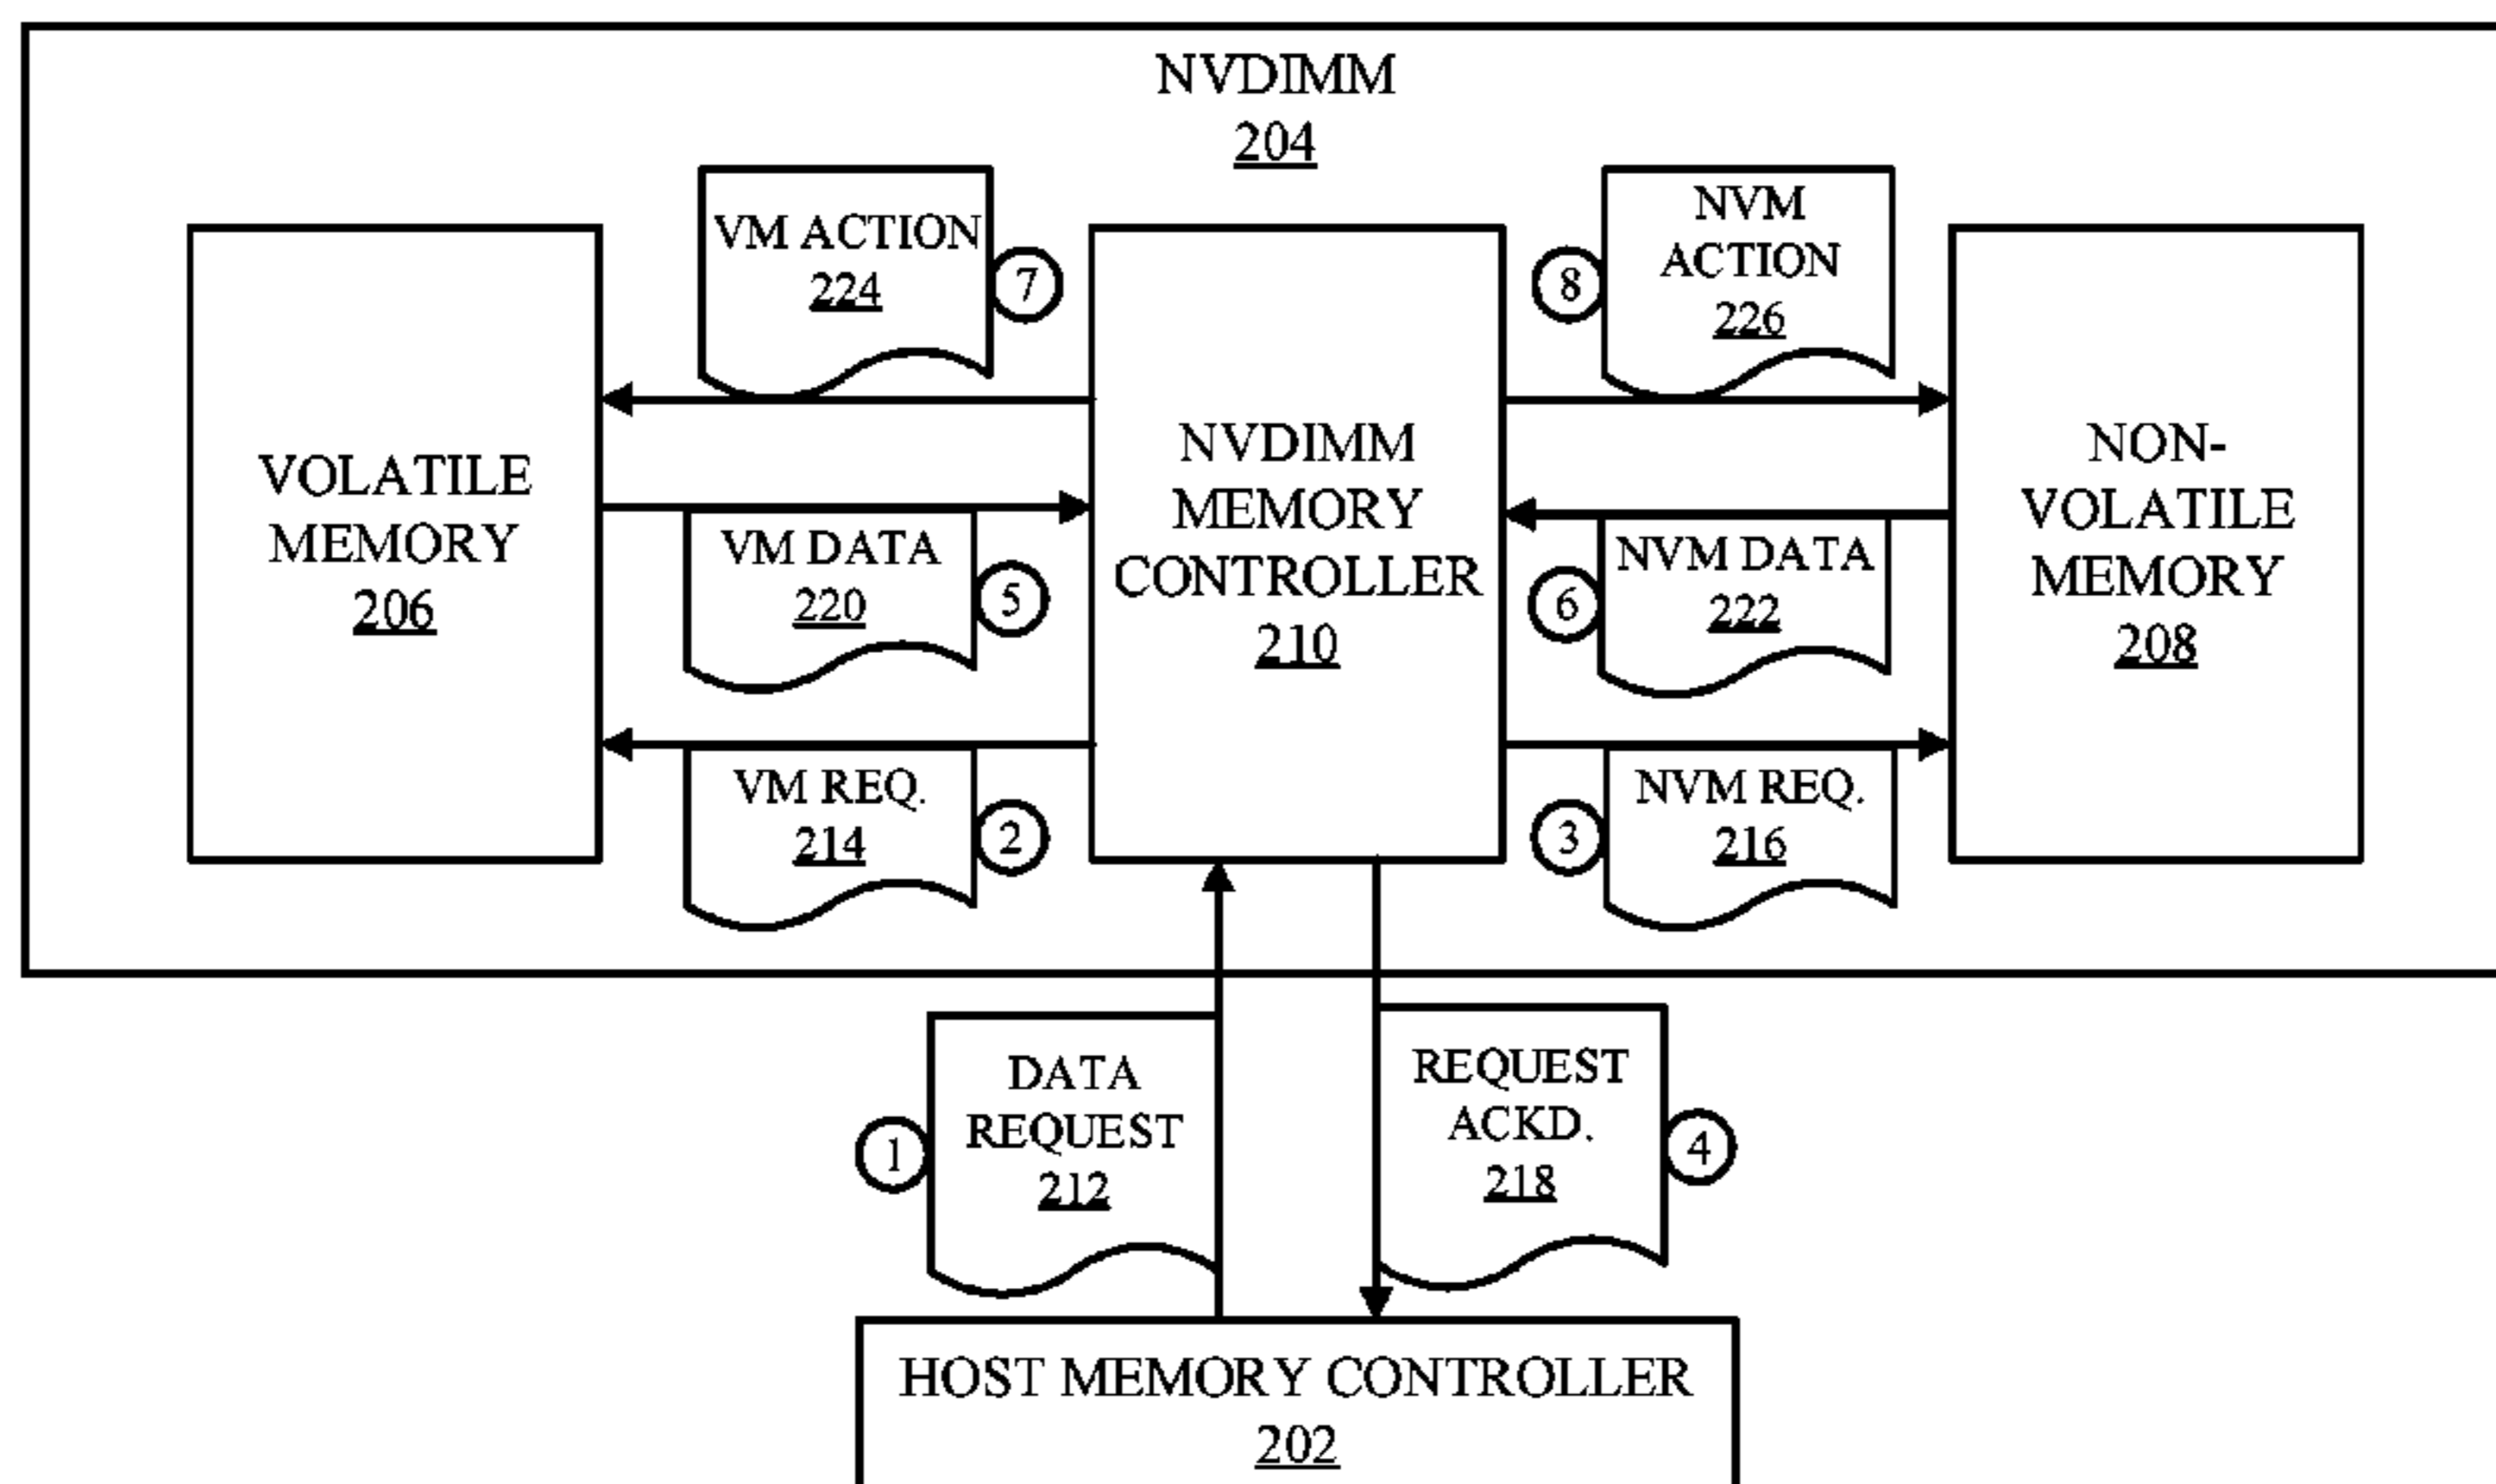 NVDIMM
204
VM ACTION
224
7
8
NVM
ACTION
226
VOLATILE
MEMORY
206
NVDIMM
MEMORY
CONTROLLER
210
NON-
VOLATILE
MEMORY
208
VM DATA
220
5
6
NVM DATA
222
VM REQ.
214
2
3
NVM REQ.
216
1
DATA
REQUEST
212
REQUEST
ACKD.
218
4
HOST MEMORY CONTROLLER
202